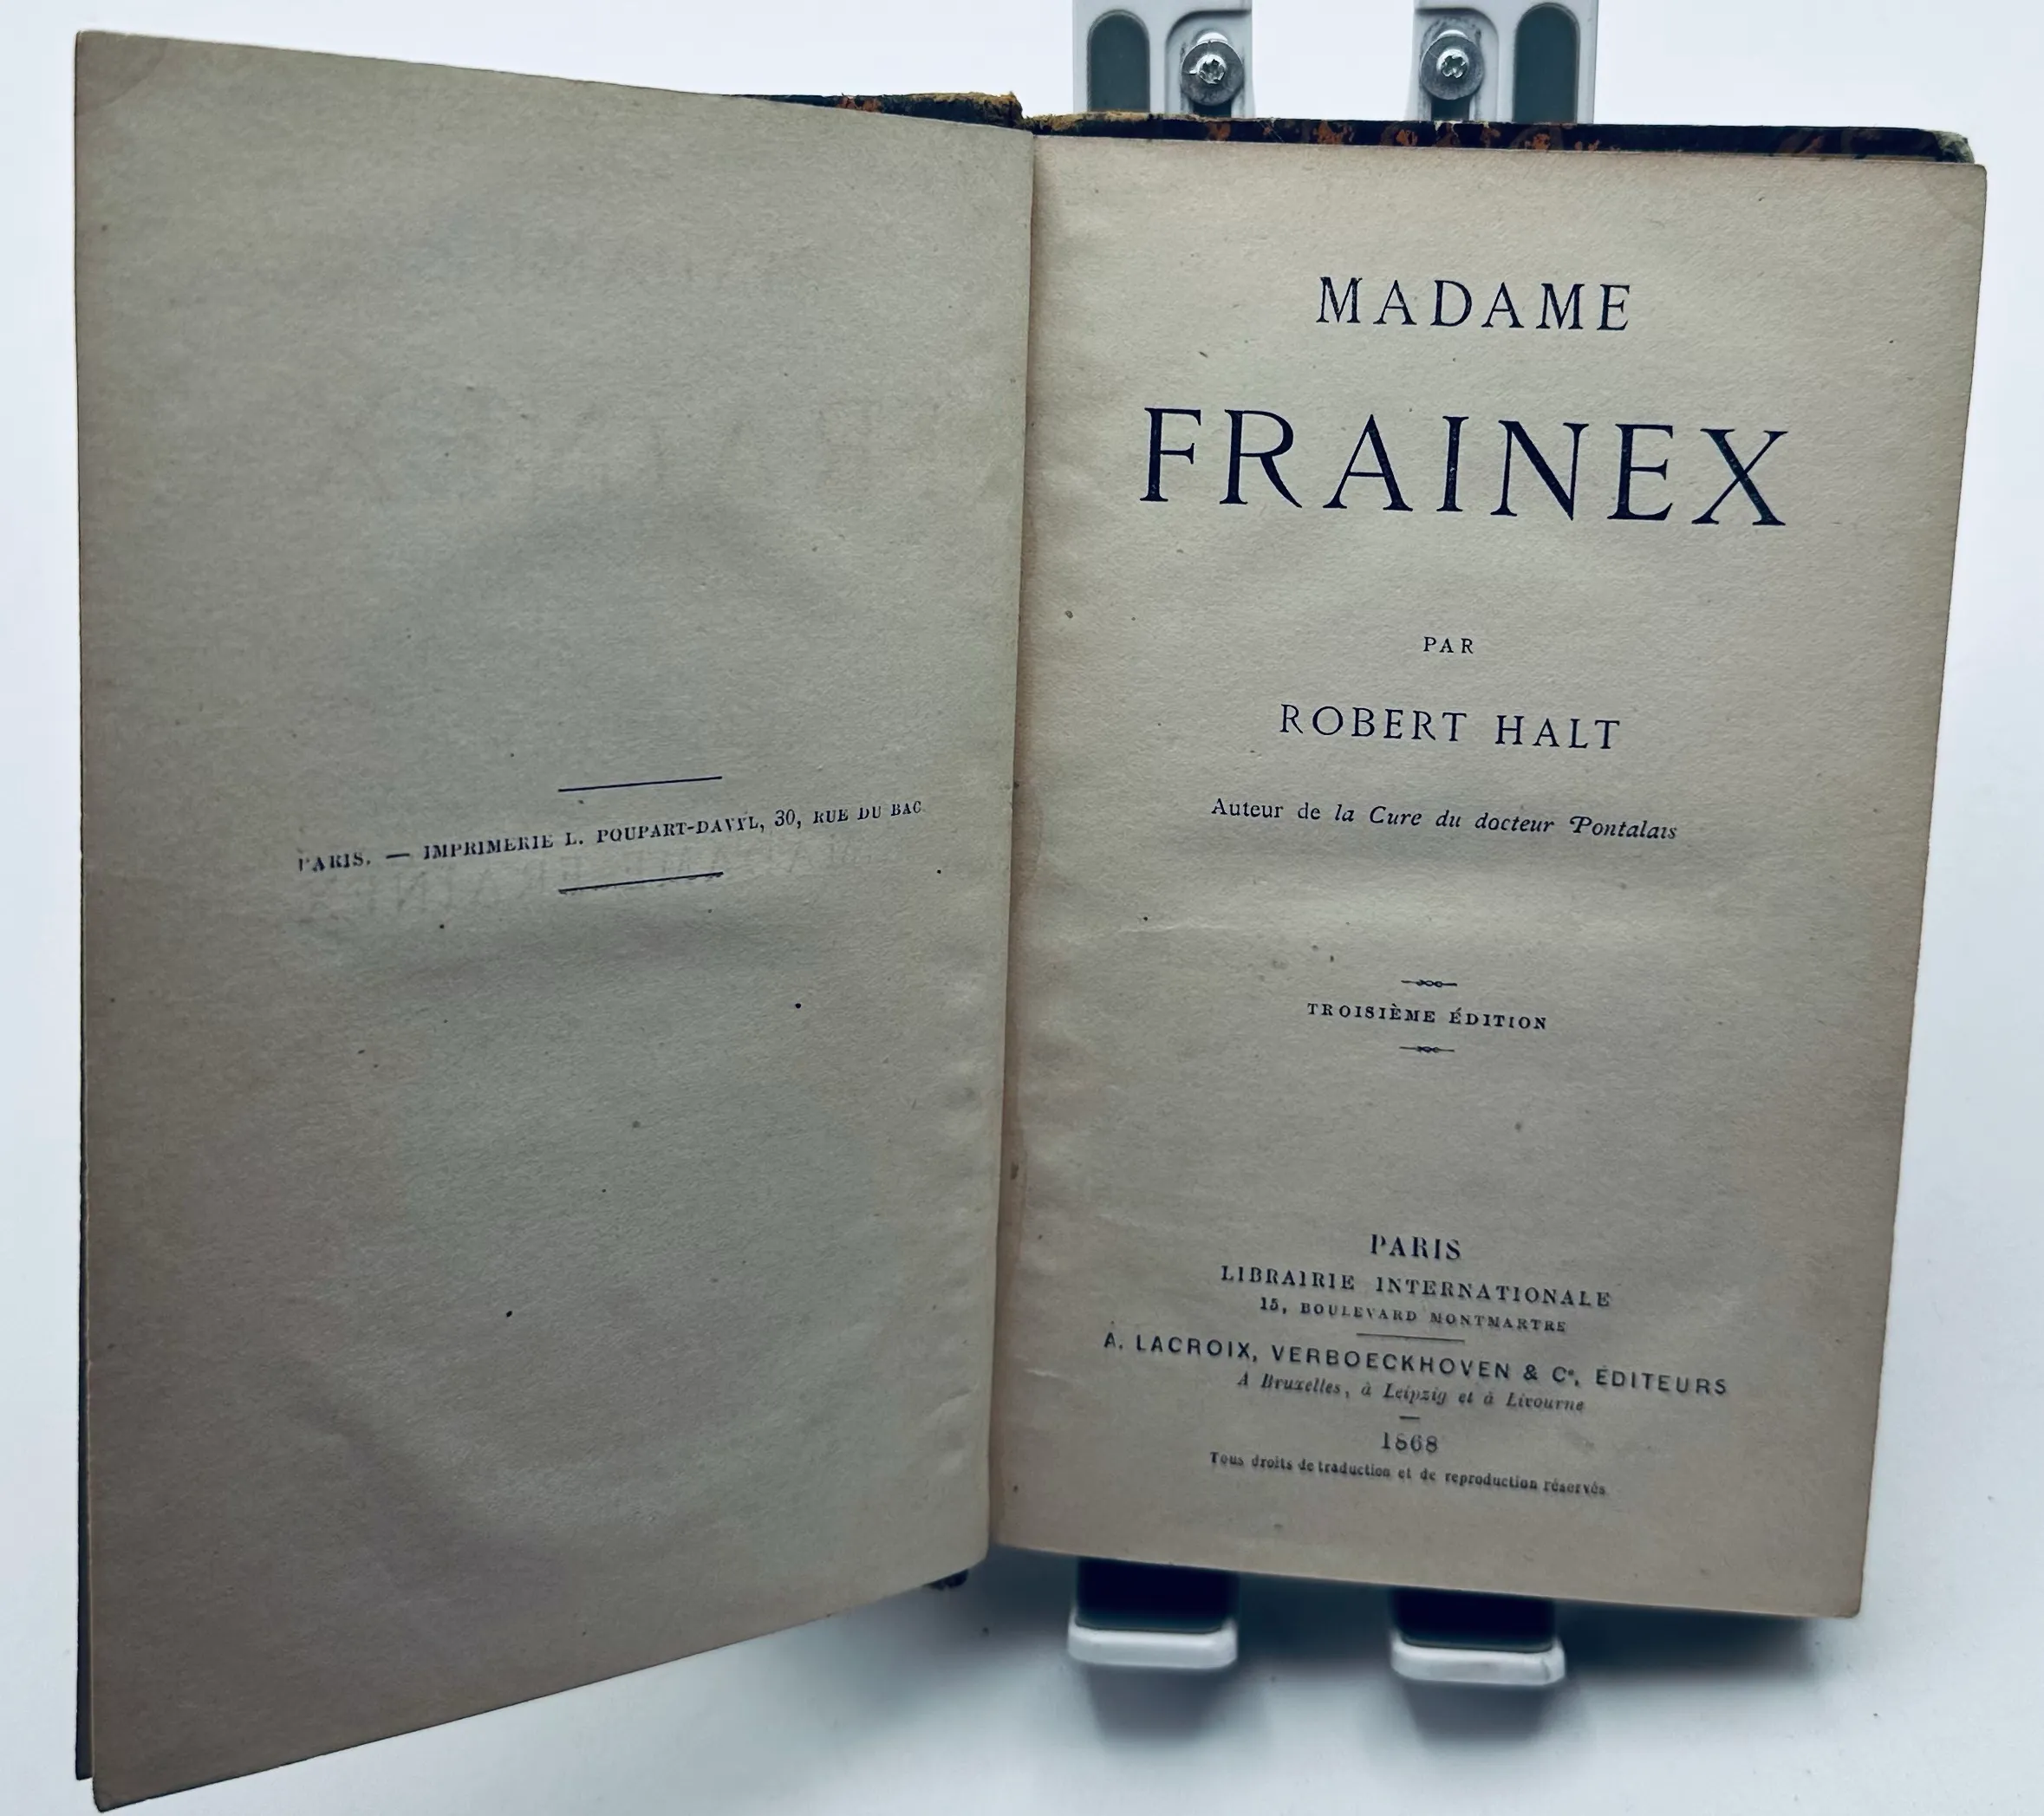 PARIS. — IMPRIMERIE L. POUPART-DAVYL, 30, RUE DU BAC
MADAME
FRAINEX
PAR
ROBERT HALT
Auteur de la Cure du docteur Pontalais
TROISIÈME ÉDITION
PARIS
LIBRAIRIE INTERNATIONALE
15, BOULEVARD MONTMARTRE
A. LACROIX, VERBOECKHOVEN & Cᵉ, ÉDITEURS
A Bruxelles, à Leipzig et à Livourne
1868
Tous droits de traduction et de reproduction réservés